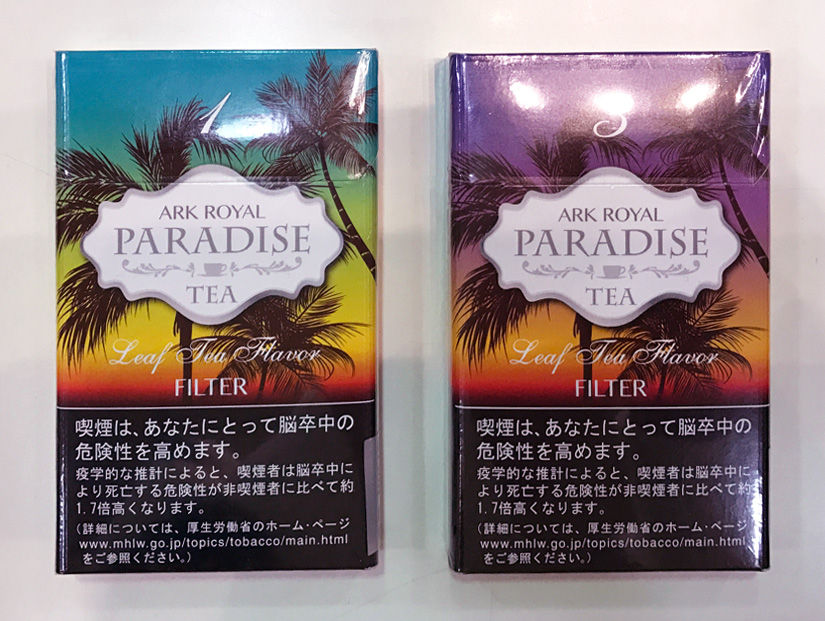 1
ARK ROYAL
PARADISE
TEA
Leaf Tea Flavor
FILTER
喫煙は、あなたにとって脳卒中の
危険性を高めます。
疫学的な推計によると、喫煙者は脳卒中に
より死亡する危険性が非喫煙者に比べて約
1.7倍高くなります。
(詳細については、厚生労働省のホーム・ページ
www.mhlw.go.jp/topics/tobacco/main.html
をご参照ください。)
3
ARK ROYAL
PARADISE
TEA
Leaf Tea Flavor
FILTER
喫煙は、あなたにとって脳卒中の
危険性を高めます。
疫学的な推計によると、喫煙者は脳卒中に
より死亡する危険性が非喫煙者に比べて約
1.7倍高くなります。
(詳細については、厚生労働省のホーム・ページ
www.mhlw.go.jp/topics/tobacco/main.html
をご参照ください。)